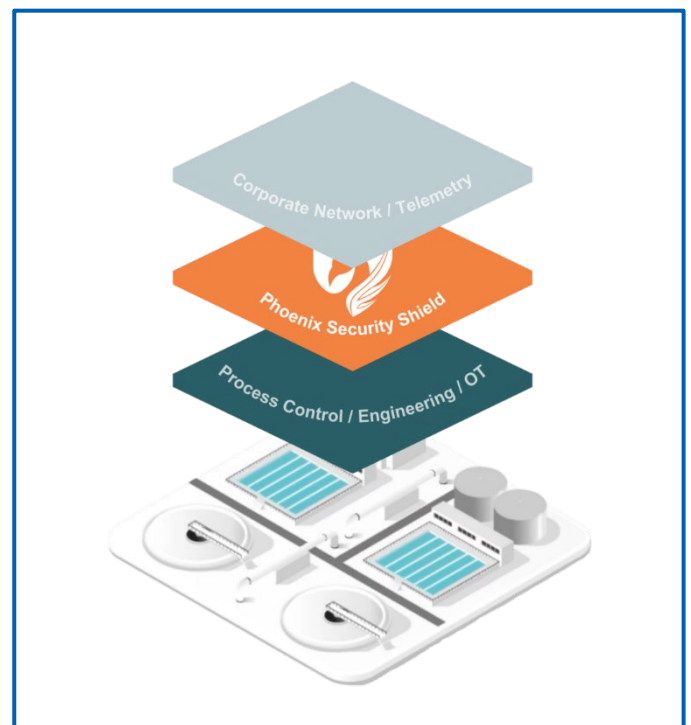 Corporate Network / Telemetry
Phoenix Security Shield
Process Control / Engineering / OT